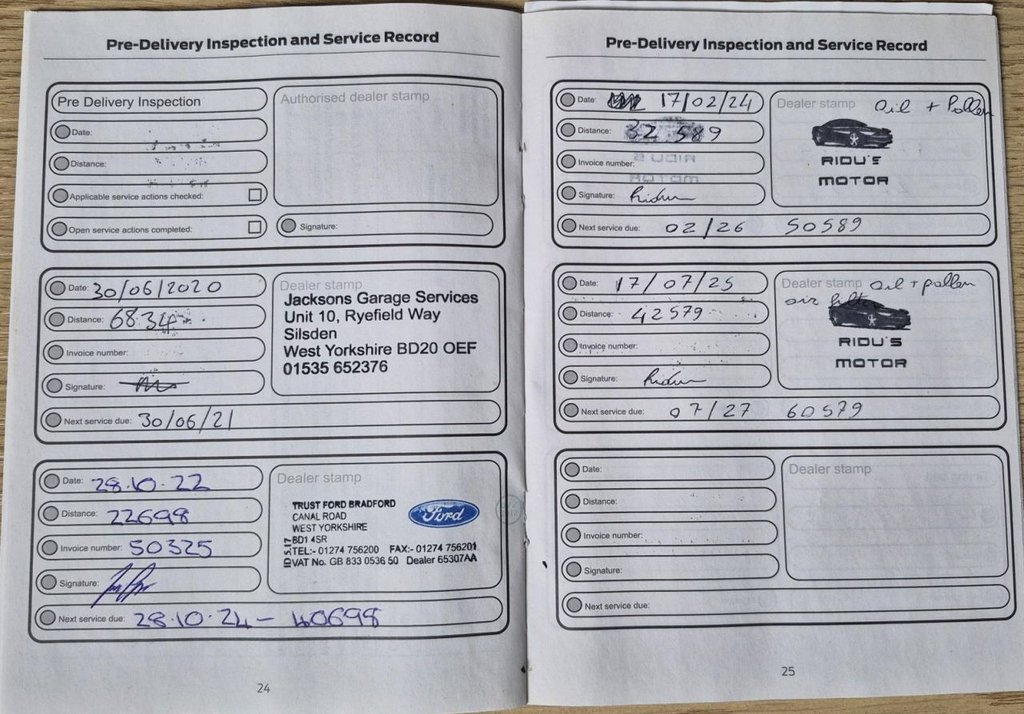 Pre-Delivery Inspection and Service Record
Pre Delivery Inspection
Authorised dealer stamp
Date:
Distance:
Applicable service actions checked:
Open service actions completed:
Signature:
Date: 30/06/2020
Distance: 6834
Invoice number:
Signature:
Next service due: 30/06/21
Dealer stamp
Jacksons Garage Services
Unit 10, Ryefield Way
Silsden
West Yorkshire BD20 OEF
01535 652376
Date: 28.10.22
Distance: 22698
Invoice number: 50325
Signature:
Next service due: 28.10.24 - 40698
Dealer stamp
TRUST FORD BRADFORD
CANAL ROAD
WEST YORKSHIRE
BD1 4SR
TEL:- 01274 756200 FAX:- 01274 756201
VAT No. GB 833 0536 50 Dealer 65307AA
Ford
24
Pre-Delivery Inspection and Service Record
Date: 17/02/24
Distance: 32 589
Invoice number:
Signature: Ridu
Next service due: 02/26 50589
Dealer stamp Oil + Pollen
RIDU'S
MOTOR
Date: 17/07/25
Distance: 42579
Invoice number:
Signature: Ridu
Next service due: 07/27 60579
Dealer stamp oil + pollen
air filter
RIDU'S
MOTOR
Date:
Distance:
Invoice number:
Signature:
Next service due:
Dealer stamp
25